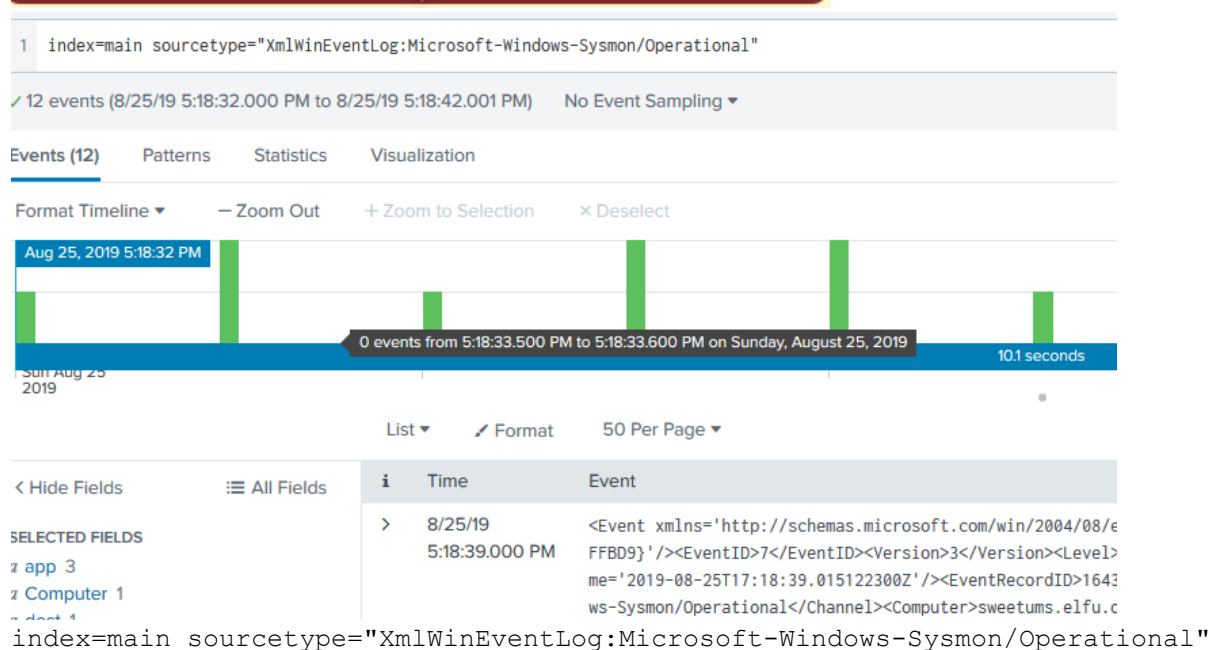 1 index=main sourcetype="XmlWinEventLog:Microsoft-Windows-Sysmon/Operational"
✓ 12 events (8/25/19 5:18:32.000 PM to 8/25/19 5:18:42.001 PM) No Event Sampling ▾
Events (12) Patterns Statistics Visualization
Format Timeline ▾ — Zoom Out + Zoom to Selection × Deselect
Aug 25, 2019 5:18:32 PM
0 events from 5:18:33.500 PM to 5:18:33.600 PM on Sunday, August 25, 2019
10.1 seconds
Sun Aug 25
2019
List ▾ Format 50 Per Page ▾
< Hide Fields All Fields i Time Event
SELECTED FIELDS
a app 3
a Computer 1
a dest 1
> 8/25/19
5:18:39.000 PM
<Event xmlns='http://schemas.microsoft.com/win/2004/08/e
FFBD9}'/><EventID>7</EventID><Version>3</Version><Level>
me='2019-08-25T17:18:39.015122300Z'/><EventRecordID>1643
ws-Sysmon/Operational</Channel><Computer>sweetums.elfu.c
index=main sourcetype="XmlWinEventLog:Microsoft-Windows-Sysmon/Operational"